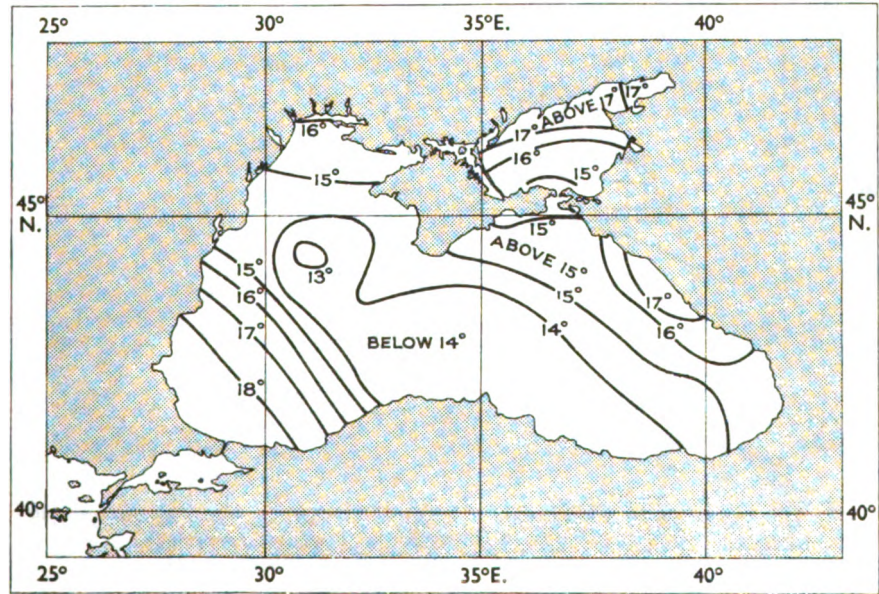 25° 30° 35°E. 40°
17° 17°
ABOVE
16° 17°
16°
15° 15°
45° 45°
N. N.
15°
ABOVE 15°
15°
13°
16° 15° 17°
17° 14° 16°
BELOW 14°
18°
40° 40°
25° 30° 35°E. 40°